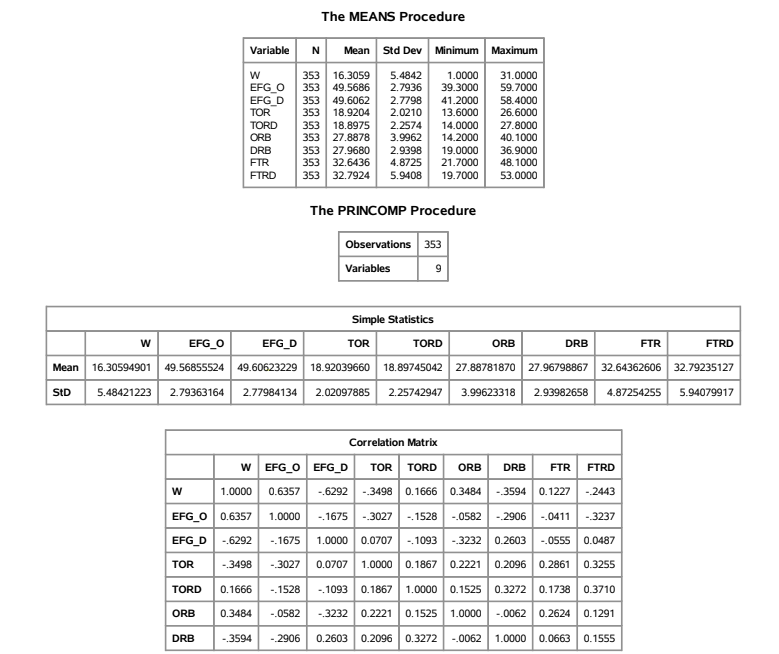 The MEANS Procedure
Variable N Mean Std Dev Minimum Maximum
W 353 16.3059 5.4842 1.0000 31.0000
EFG_O 353 49.5686 2.7936 39.3000 59.7000
EFG_D 353 49.6062 2.7798 41.2000 58.4000
TOR 353 18.9204 2.0210 13.6000 26.6000
TORD 353 18.8975 2.2574 14.0000 27.8000
ORB 353 27.8878 3.9962 14.2000 40.1000
DRB 353 27.9680 2.9398 19.0000 36.9000
FTR 353 32.6436 4.8725 21.7000 48.1000
FTRD 353 32.7924 5.9408 19.7000 53.0000
The PRINCOMP Procedure
Observations 353
Variables 9
Simple Statistics
W EFG_O EFG_D TOR TORD ORB DRB FTR FTRD
Mean 16.30594901 49.56855524 49.60623229 18.92039660 18.89745042 27.88781870 27.96798867 32.64362606 32.79235127
StD 5.48421223 2.79363164 2.77984134 2.02097885 2.25742947 3.99623318 2.93982658 4.87254255 5.94079917
Correlation Matrix
W EFG_O EFG_D TOR TORD ORB DRB FTR FTRD
W 1.0000 0.6357 -.6292 -.3498 0.1666 0.3484 -.3594 0.1227 -.2443
EFG_O 0.6357 1.0000 -.1675 -.3027 -.1528 -.0582 -.2906 -.0411 -.3237
EFG_D -.6292 -.1675 1.0000 0.0707 -.1093 -.3232 0.2603 -.0555 0.0487
TOR -.3498 -.3027 0.0707 1.0000 0.1867 0.2221 0.2096 0.2861 0.3255
TORD 0.1666 -.1528 -.1093 0.1867 1.0000 0.1525 0.3272 0.1738 0.3710
ORB 0.3484 -.0582 -.3232 0.2221 0.1525 1.0000 -.0062 0.2624 0.1291
DRB -.3594 -.2906 0.2603 0.2096 0.3272 -.0062 1.0000 0.0663 0.1555